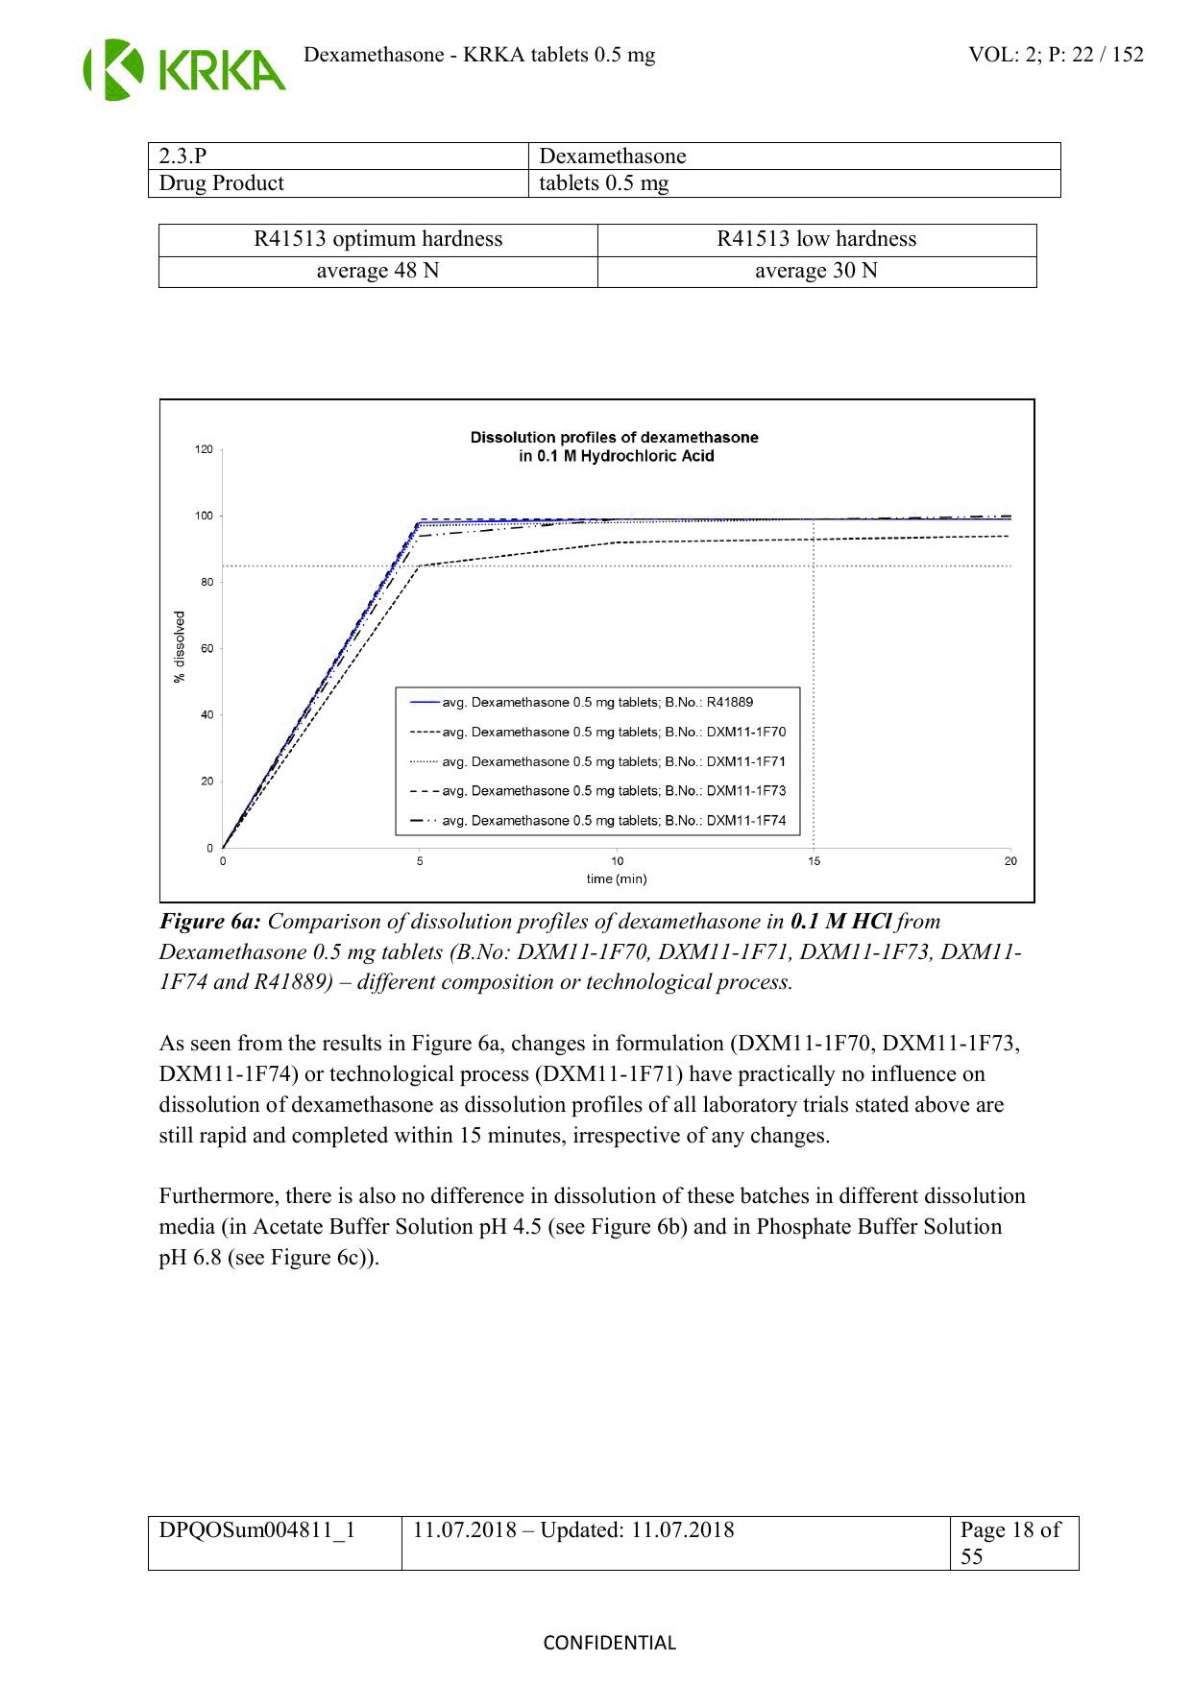 KRKA
Dexamethasone - KRKA tablets 0.5 mg
VOL: 2; P: 22 / 152
2.3.P
Dexamethasone
Drug Product
tablets 0.5 mg
R41513 optimum hardness
R41513 low hardness
average 48 N
average 30 N
Dissolution profiles of dexamethasone
in 0.1 M Hydrochloric Acid
% dissolved
120
100
80
60
40
20
0
avg. Dexamethasone 0.5 mg tablets; B.No.: R41889
avg. Dexamethasone 0.5 mg tablets; B.No.: DXM11-1F70
avg. Dexamethasone 0.5 mg tablets; B.No.: DXM11-1F71
avg. Dexamethasone 0.5 mg tablets; B.No.: DXM11-1F73
avg. Dexamethasone 0.5 mg tablets; B.No.: DXM11-1F74
0 5 10 15 20
time (min)
Figure 6a: Comparison of dissolution profiles of dexamethasone in 0.1 M HCl from
Dexamethasone 0.5 mg tablets (B.No: DXM11-1F70, DXM11-1F71, DXM11-1F73, DXM11-
1F74 and R41889) – different composition or technological process.
As seen from the results in Figure 6a, changes in formulation (DXM11-1F70, DXM11-1F73,
DXM11-1F74) or technological process (DXM11-1F71) have practically no influence on
dissolution of dexamethasone as dissolution profiles of all laboratory trials stated above are
still rapid and completed within 15 minutes, irrespective of any changes.
Furthermore, there is also no difference in dissolution of these batches in different dissolution
media (in Acetate Buffer Solution pH 4.5 (see Figure 6b) and in Phosphate Buffer Solution
pH 6.8 (see Figure 6c)).
DPQOSum004811_1
11.07.2018 – Updated: 11.07.2018
Page 18 of
55
CONFIDENTIAL